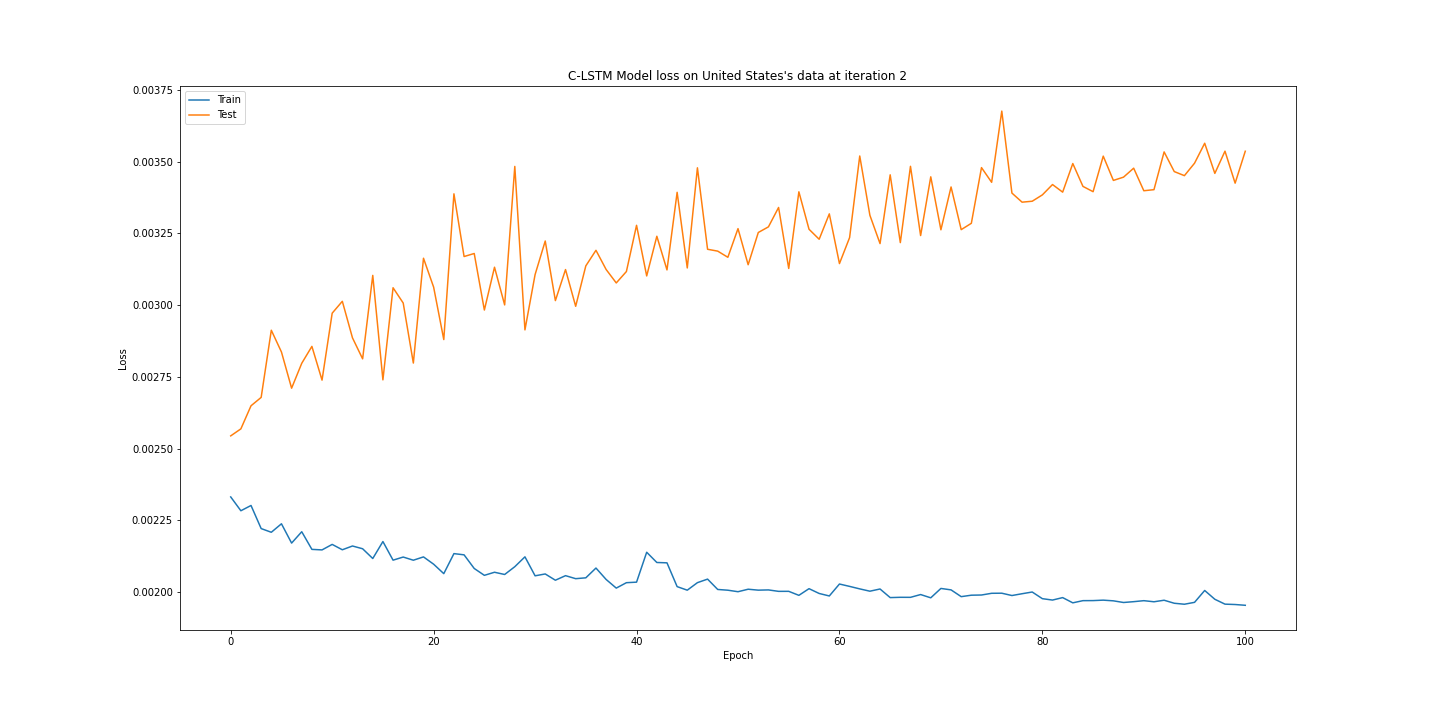 C-LSTM Model loss on United States's data at iteration 2
Train
Test
0.00375
0.00350
0.00325
0.00300
0.00275
0.00250
0.00225
0.00200
Loss
0 20 40 60 80 100
Epoch